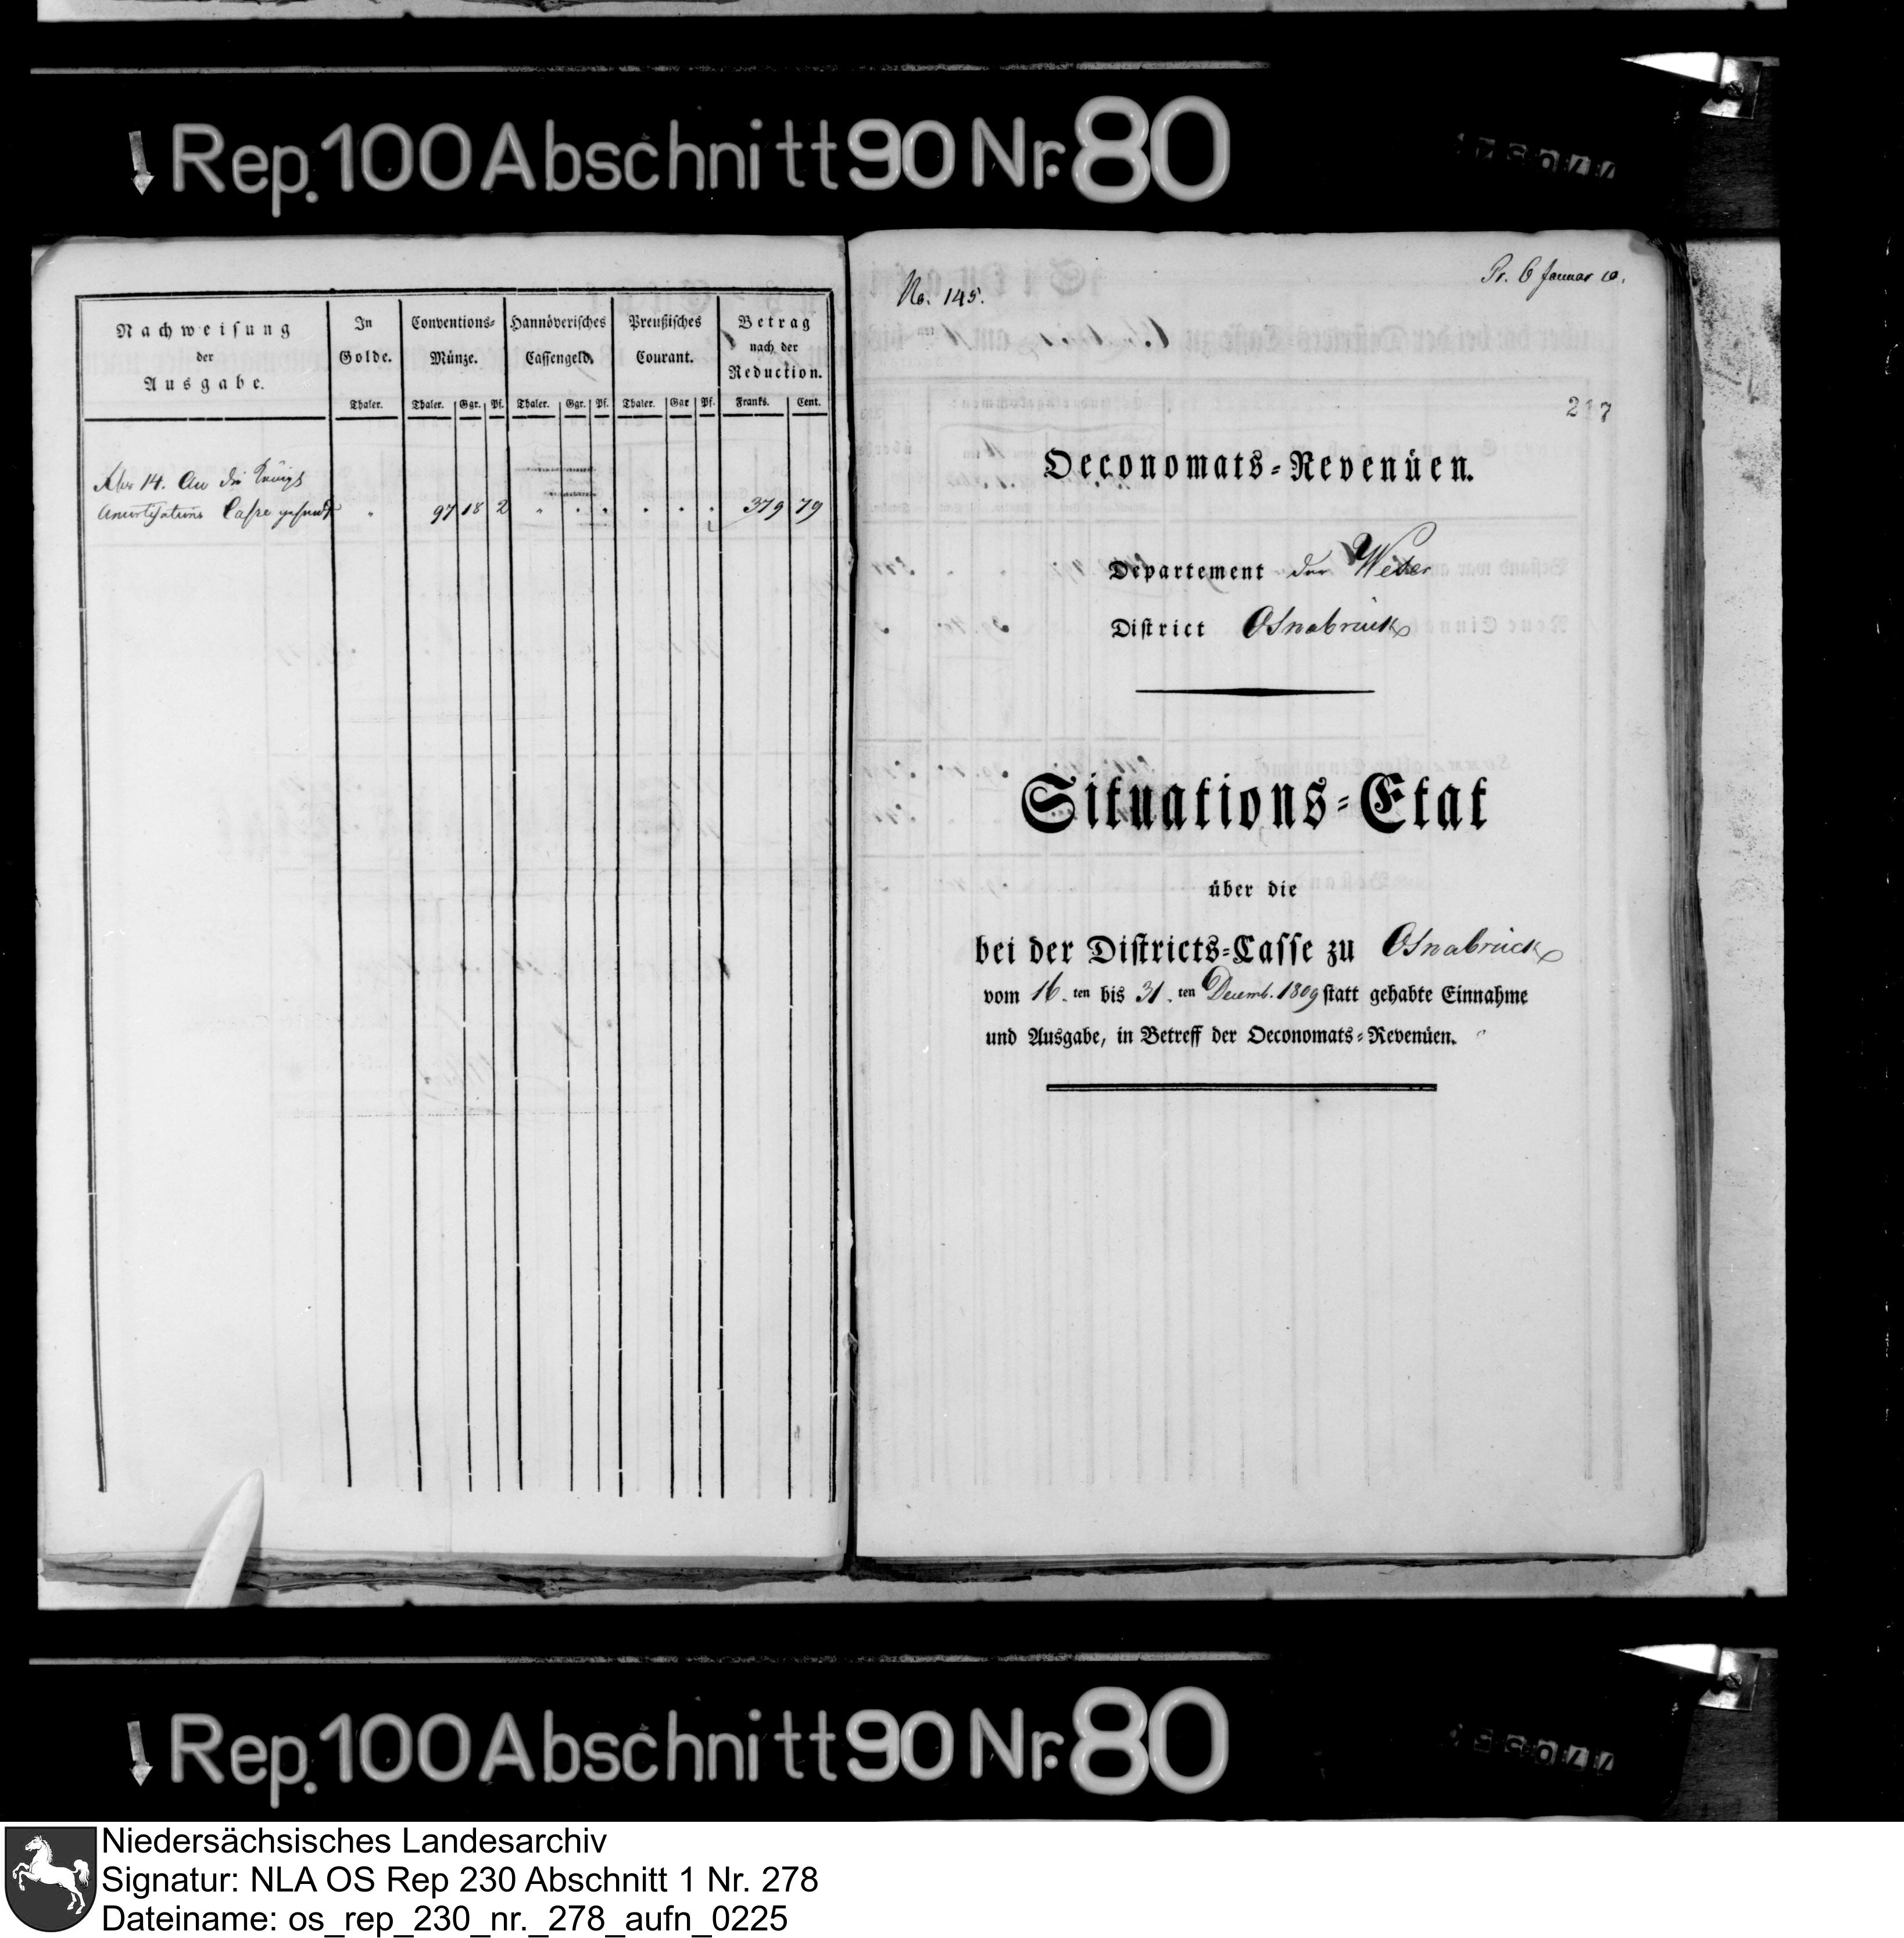 Rep. 100 Abschnitt 90 Nr. 80
Nachweisung
der
Ausgabe.
In
Golde.
Thaler.
Conventions-
Münze.
Thaler. Ggr. Pf.
Hannöverisches
Cassengeld.
Thaler. Ggr. Pf.
Preußisches
Courant.
Thaler. Ggr Pf.
Betrag
nach der
Reduction.
Franks. Cent.
14. An die Königs
Amortisations Casse gesandt " 97 18 2 " . . . . . 379 79
No. 145.
Pr. 6 Januar 10.
217
Oeconomats-Revenüen.
Departement der Weser
District Osnabrück
Situations-Etat
über die
bei der Districts-Casse zu Osnabrück
vom 16.ten bis 31.ten Decemb. 1809 statt gehabte Einnahme
und Ausgabe, in Betreff der Oeconomats-Revenüen.
Rep. 100 Abschnitt 90 Nr. 80
Niedersächsisches Landesarchiv
Signatur: NLA OS Rep 230 Abschnitt 1 Nr. 278
Dateiname: os_rep_230_nr._278_aufn_0225